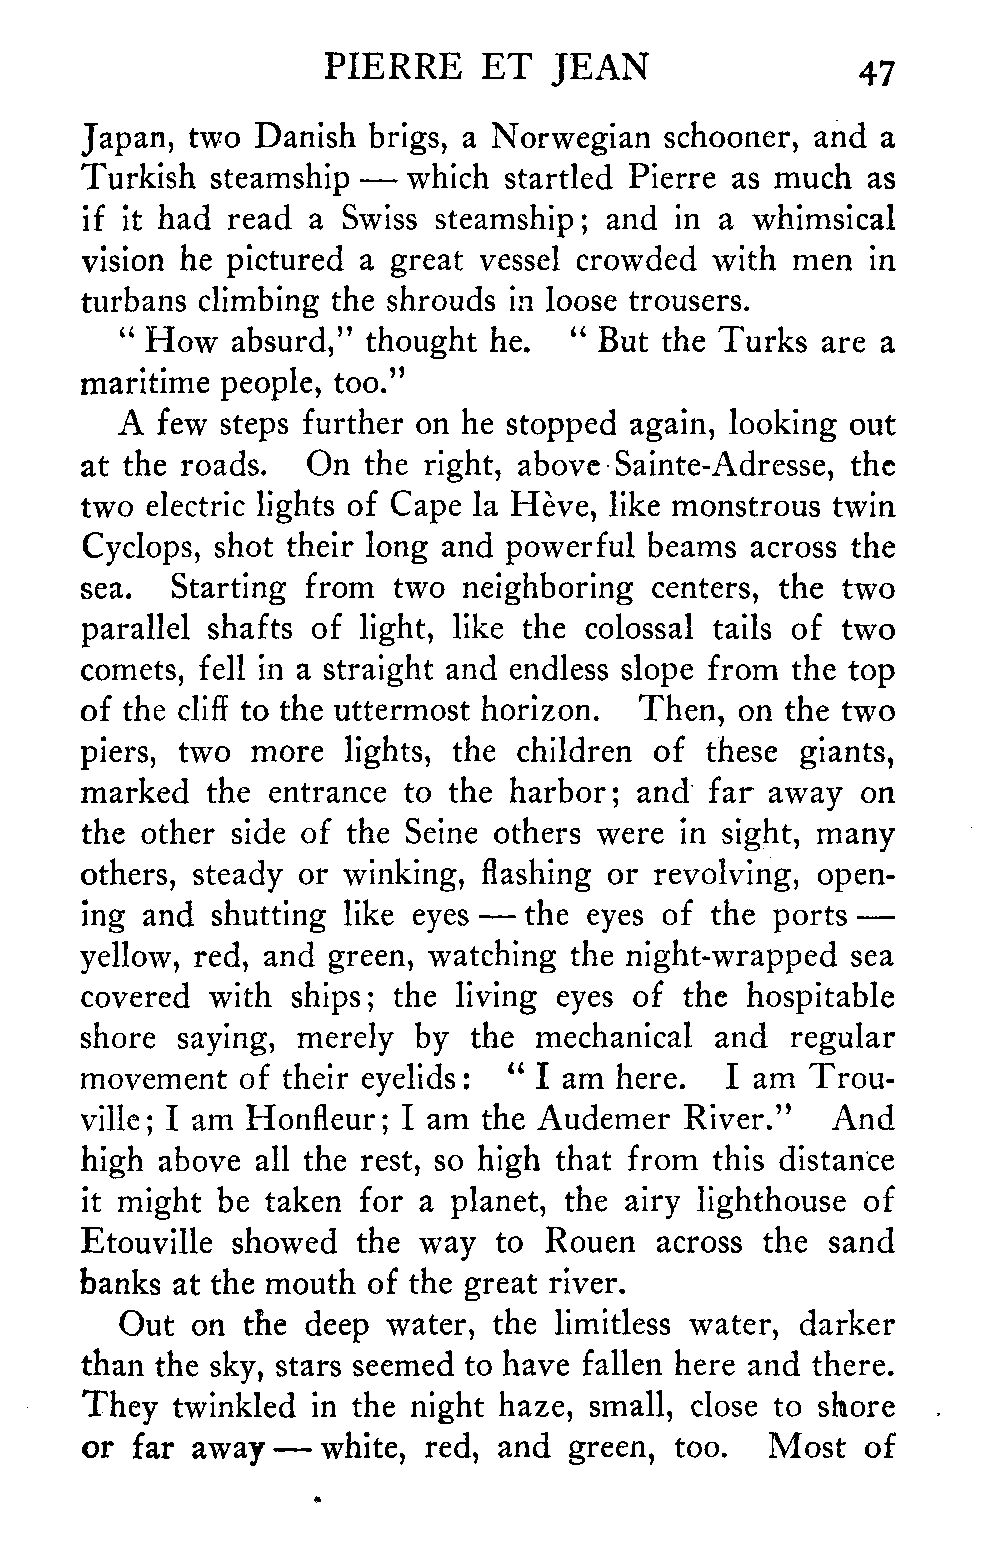 PIERRE ET JEAN 47
Japan, two Danish brigs, a Norwegian schooner, and a
Turkish steamship — which startled Pierre as much as
if it had read a Swiss steamship; and in a whimsical
vision he pictured a great vessel crowded with men in
turbans climbing the shrouds in loose trousers.
“ How absurd,” thought he. “ But the Turks are a
maritime people, too.”
A few steps further on he stopped again, looking out
at the roads. On the right, above Sainte-Adresse, the
two electric lights of Cape la Hève, like monstrous twin
Cyclops, shot their long and powerful beams across the
sea. Starting from two neighboring centers, the two
parallel shafts of light, like the colossal tails of two
comets, fell in a straight and endless slope from the top
of the cliff to the uttermost horizon. Then, on the two
piers, two more lights, the children of these giants,
marked the entrance to the harbor; and far away on
the other side of the Seine others were in sight, many
others, steady or winking, flashing or revolving, open-
ing and shutting like eyes — the eyes of the ports —
yellow, red, and green, watching the night-wrapped sea
covered with ships; the living eyes of the hospitable
shore saying, merely by the mechanical and regular
movement of their eyelids: “ I am here. I am Trou-
ville; I am Honfleur; I am the Audemer River.” And
high above all the rest, so high that from this distance
it might be taken for a planet, the airy lighthouse of
Etouville showed the way to Rouen across the sand
banks at the mouth of the great river.
Out on the deep water, the limitless water, darker
than the sky, stars seemed to have fallen here and there.
They twinkled in the night haze, small, close to shore
or far away — white, red, and green, too. Most of